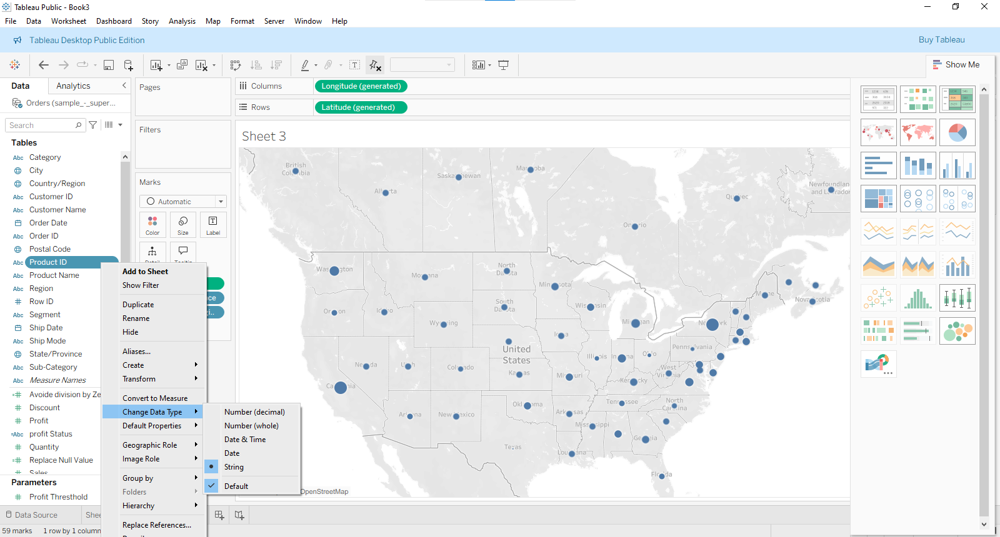 Tableau Public - Book3
File Data Worksheet Dashboard Story Analysis Map Format Server Window Help
Tableau Desktop Public Edition
Buy Tableau
Show Me
Data
Analytics
Orders (sample_-_super...
Search
Tables
Abc Category
City
Country/Region
Abc Customer ID
Abc Customer Name
Order Date
Abc Order ID
Postal Code
Abc Product ID
Abc Product Name
Abc Region
# Row ID
Abc Segment
Ship Date
Abc Ship Mode
State/Province
Abc Sub-Category
Abc Measure Names
=# Avoide division by Ze
# Discount
# Profit
=Abc profit Status
# Quantity
=# Replace Null Value
# Sales
Parameters
# Profit Thresthold
Pages
Filters
Marks
Automatic
Color
Size
Label
Detail
Tooltip
Columns
Longitude (generated)
Rows
Latitude (generated)
Sheet 3
British
Columbia
Alberta
Manitoba
Quebec
Newfoundland
and Labrador
Ontario
Nova Scotia
Washington
Montana
North
Dakota
Minnesota
Maine
Oregon
Idaho
South
Dakota
Wisconsin
Michigan
New York
Wyoming
Iowa
Pennsylvania
United
States
Illinois
Indiana
Ohio
Nevada
Utah
Colorado
Kansas
Missouri
West
Virginia
Kentucky
California
Tennessee
North
Carolina
Arizona
New Mexico
Oklahoma
Arkansas
Mississippi
Texas
Georgia
Louisiana
Florida
OpenStreetMap
Add to Sheet
Show Filter
Duplicate
Rename
Hide
Aliases...
Create
Transform
Convert to Measure
Change Data Type
Default Properties
Geographic Role
Image Role
Group by
Folders
Hierarchy
Replace References...
Number (decimal)
Number (whole)
Date & Time
Date
String
Default
Data Source
Shee
59 marks 1 row by 1 column